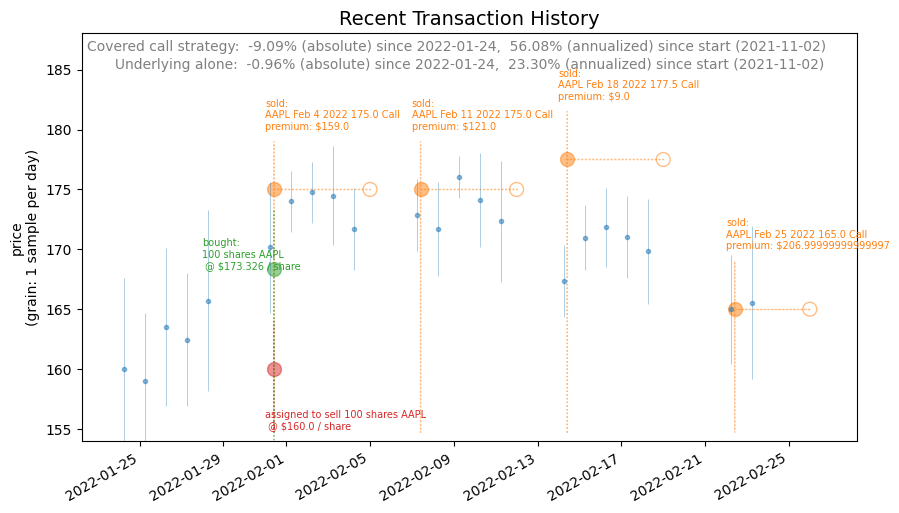 Recent Transaction History
Covered call strategy:  -9.09% (absolute) since 2022-01-24,  56.08% (annualized) since start (2021-11-02)
Underlying alone:  -0.96% (absolute) since 2022-01-24,  23.30% (annualized) since start (2021-11-02)
sold:
AAPL Feb 18 2022 177.5 Call
premium: $9.0
sold:
AAPL Feb 4 2022 175.0 Call
premium: $159.0
sold:
AAPL Feb 11 2022 175.0 Call
premium: $121.0
sold:
AAPL Feb 25 2022 165.0 Call
premium: $206.99999999999997
bought:
100 shares AAPL
@ $173.326 / share
assigned to sell 100 shares AAPL
@ $160.0 / share
price
(grain: 1 sample per day)
185
180
175
170
165
160
155
2022-01-25
2022-01-29
2022-02-01
2022-02-05
2022-02-09
2022-02-13
2022-02-17
2022-02-21
2022-02-25